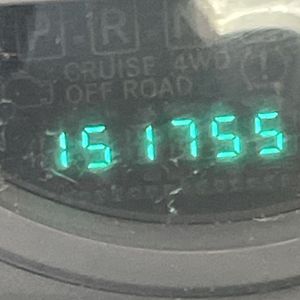 P R N
CRUISE 4WD
OFF ROAD
151755